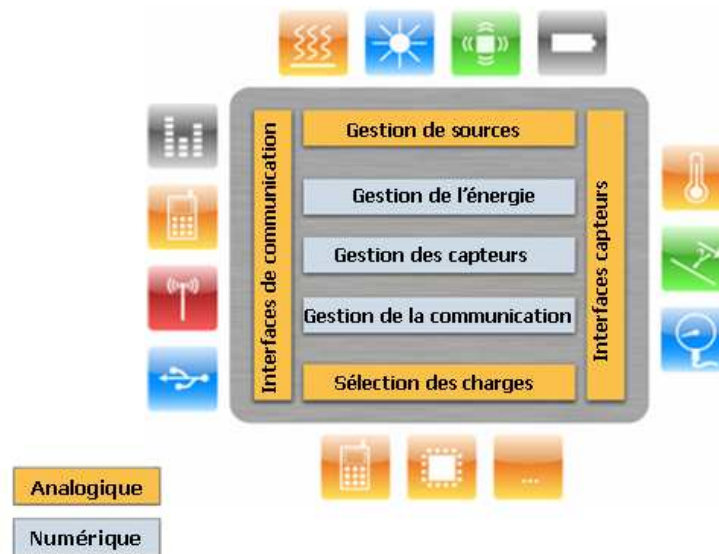 Gestion de sources
Interfaces de communication
Gestion de l'énergie
Gestion des capteurs
Gestion de la communication
Sélection des charges
Interfaces capteurs
...
Analogique
Numérique